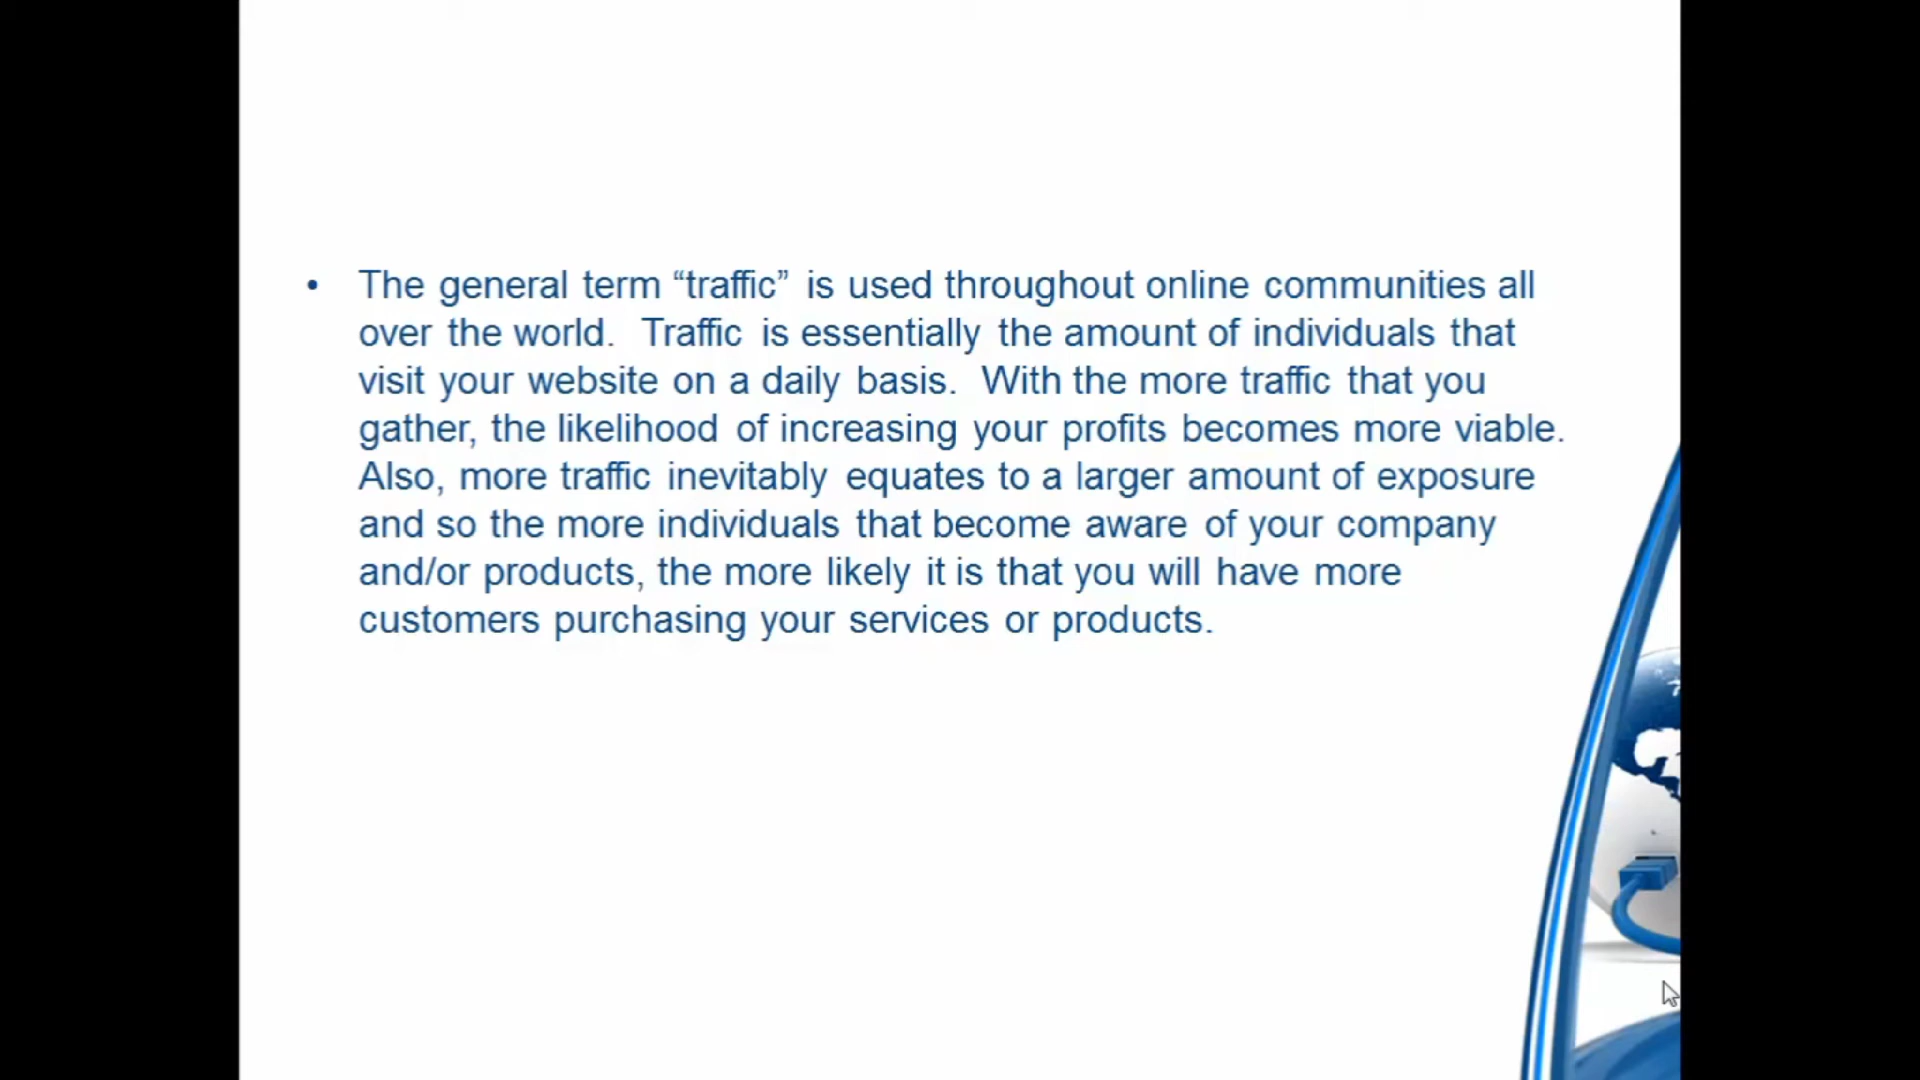 • The general term “traffic” is used throughout online communities all
over the world.  Traffic is essentially the amount of individuals that
visit your website on a daily basis.  With the more traffic that you
gather, the likelihood of increasing your profits becomes more viable.
Also, more traffic inevitably equates to a larger amount of exposure
and so the more individuals that become aware of your company
and/or products, the more likely it is that you will have more
customers purchasing your services or products.